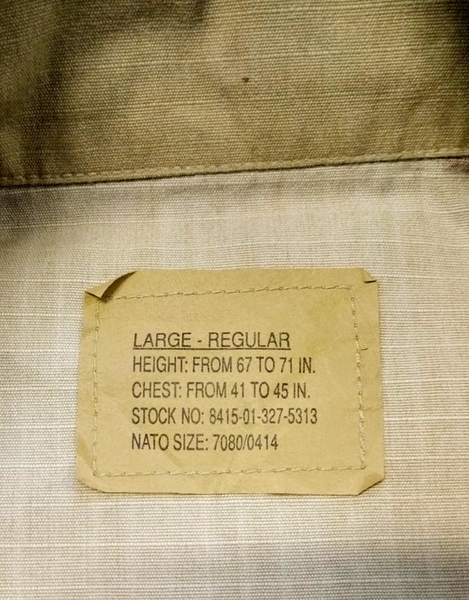 LARGE - REGULAR
HEIGHT: FROM 67 TO 71 IN.
CHEST: FROM 41 TO 45 IN.
STOCK NO: 8415-01-327-5313
NATO SIZE: 7080/0414